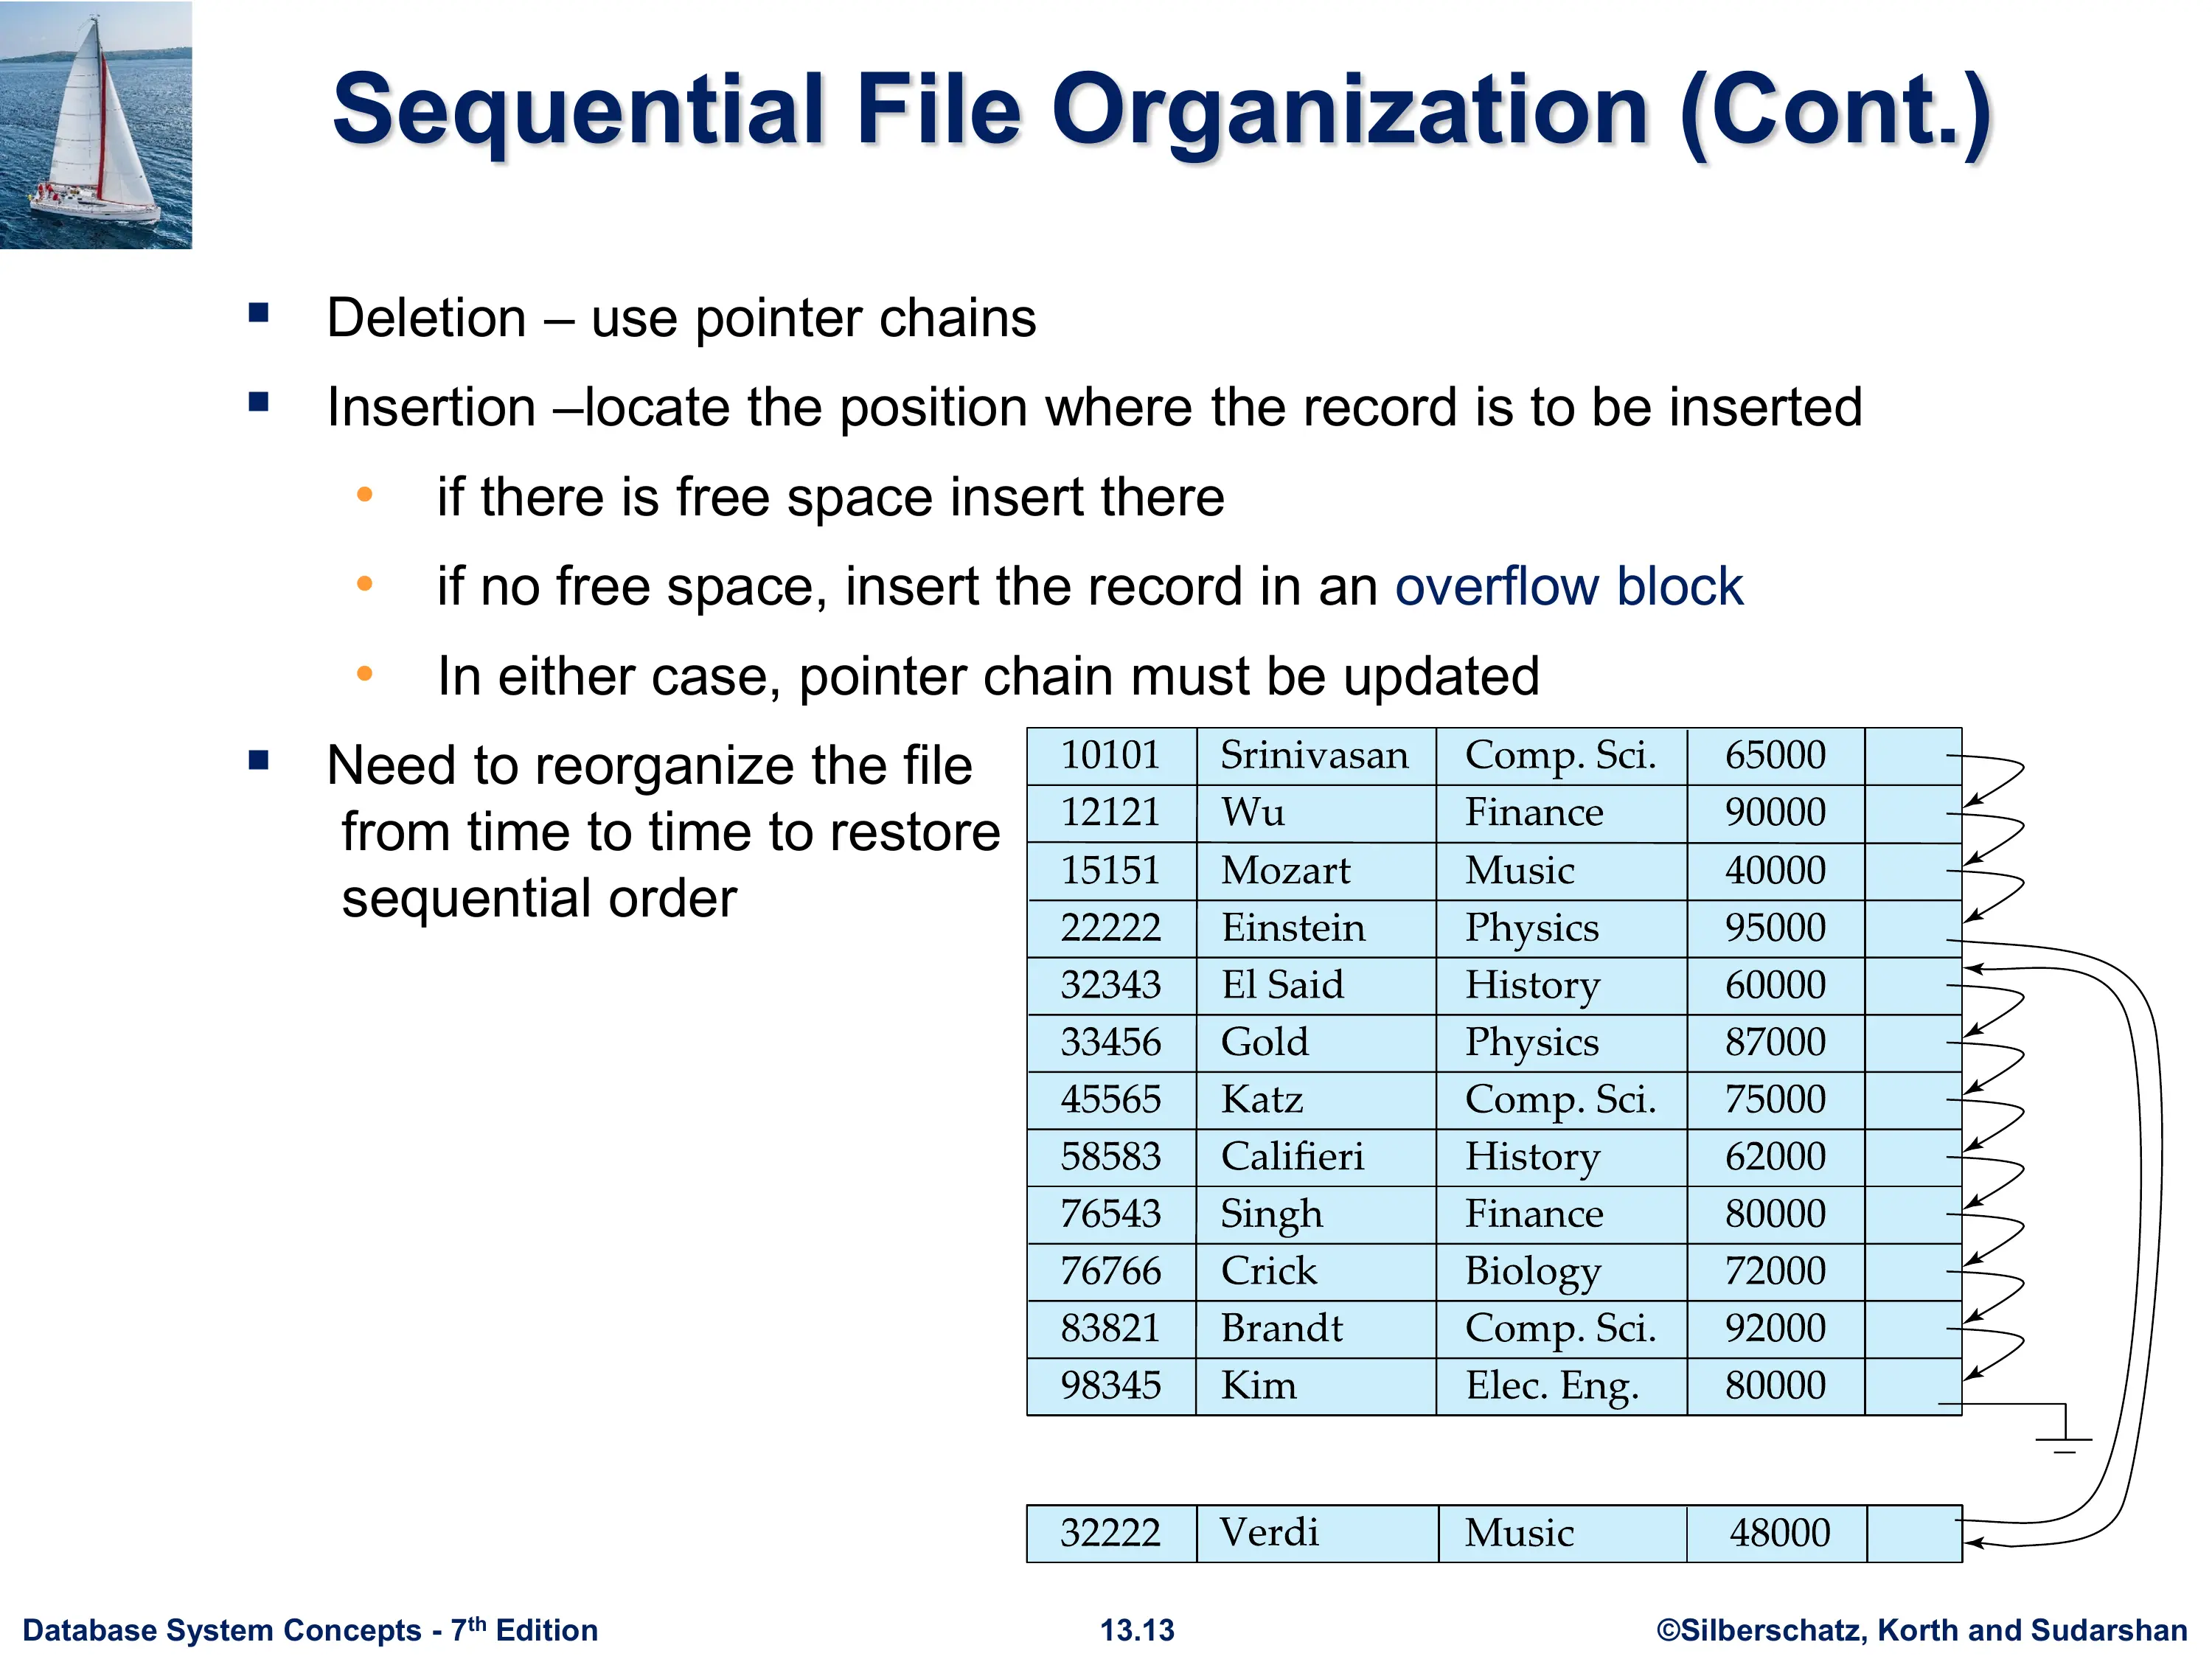 Sequential File Organization (Cont.)
▪ Deletion – use pointer chains
▪ Insertion –locate the position where the record is to be inserted
• if there is free space insert there
• if no free space, insert the record in an overflow block
• In either case, pointer chain must be updated
▪ Need to reorganize the file
from time to time to restore
sequential order
10101 Srinivasan Comp. Sci. 65000
12121 Wu Finance 90000
15151 Mozart Music 40000
22222 Einstein Physics 95000
32343 El Said History 60000
33456 Gold Physics 87000
45565 Katz Comp. Sci. 75000
58583 Califieri History 62000
76543 Singh Finance 80000
76766 Crick Biology 72000
83821 Brandt Comp. Sci. 92000
98345 Kim Elec. Eng. 80000
32222 Verdi Music 48000
Database System Concepts - 7th Edition 13.13 ©Silberschatz, Korth and Sudarshan